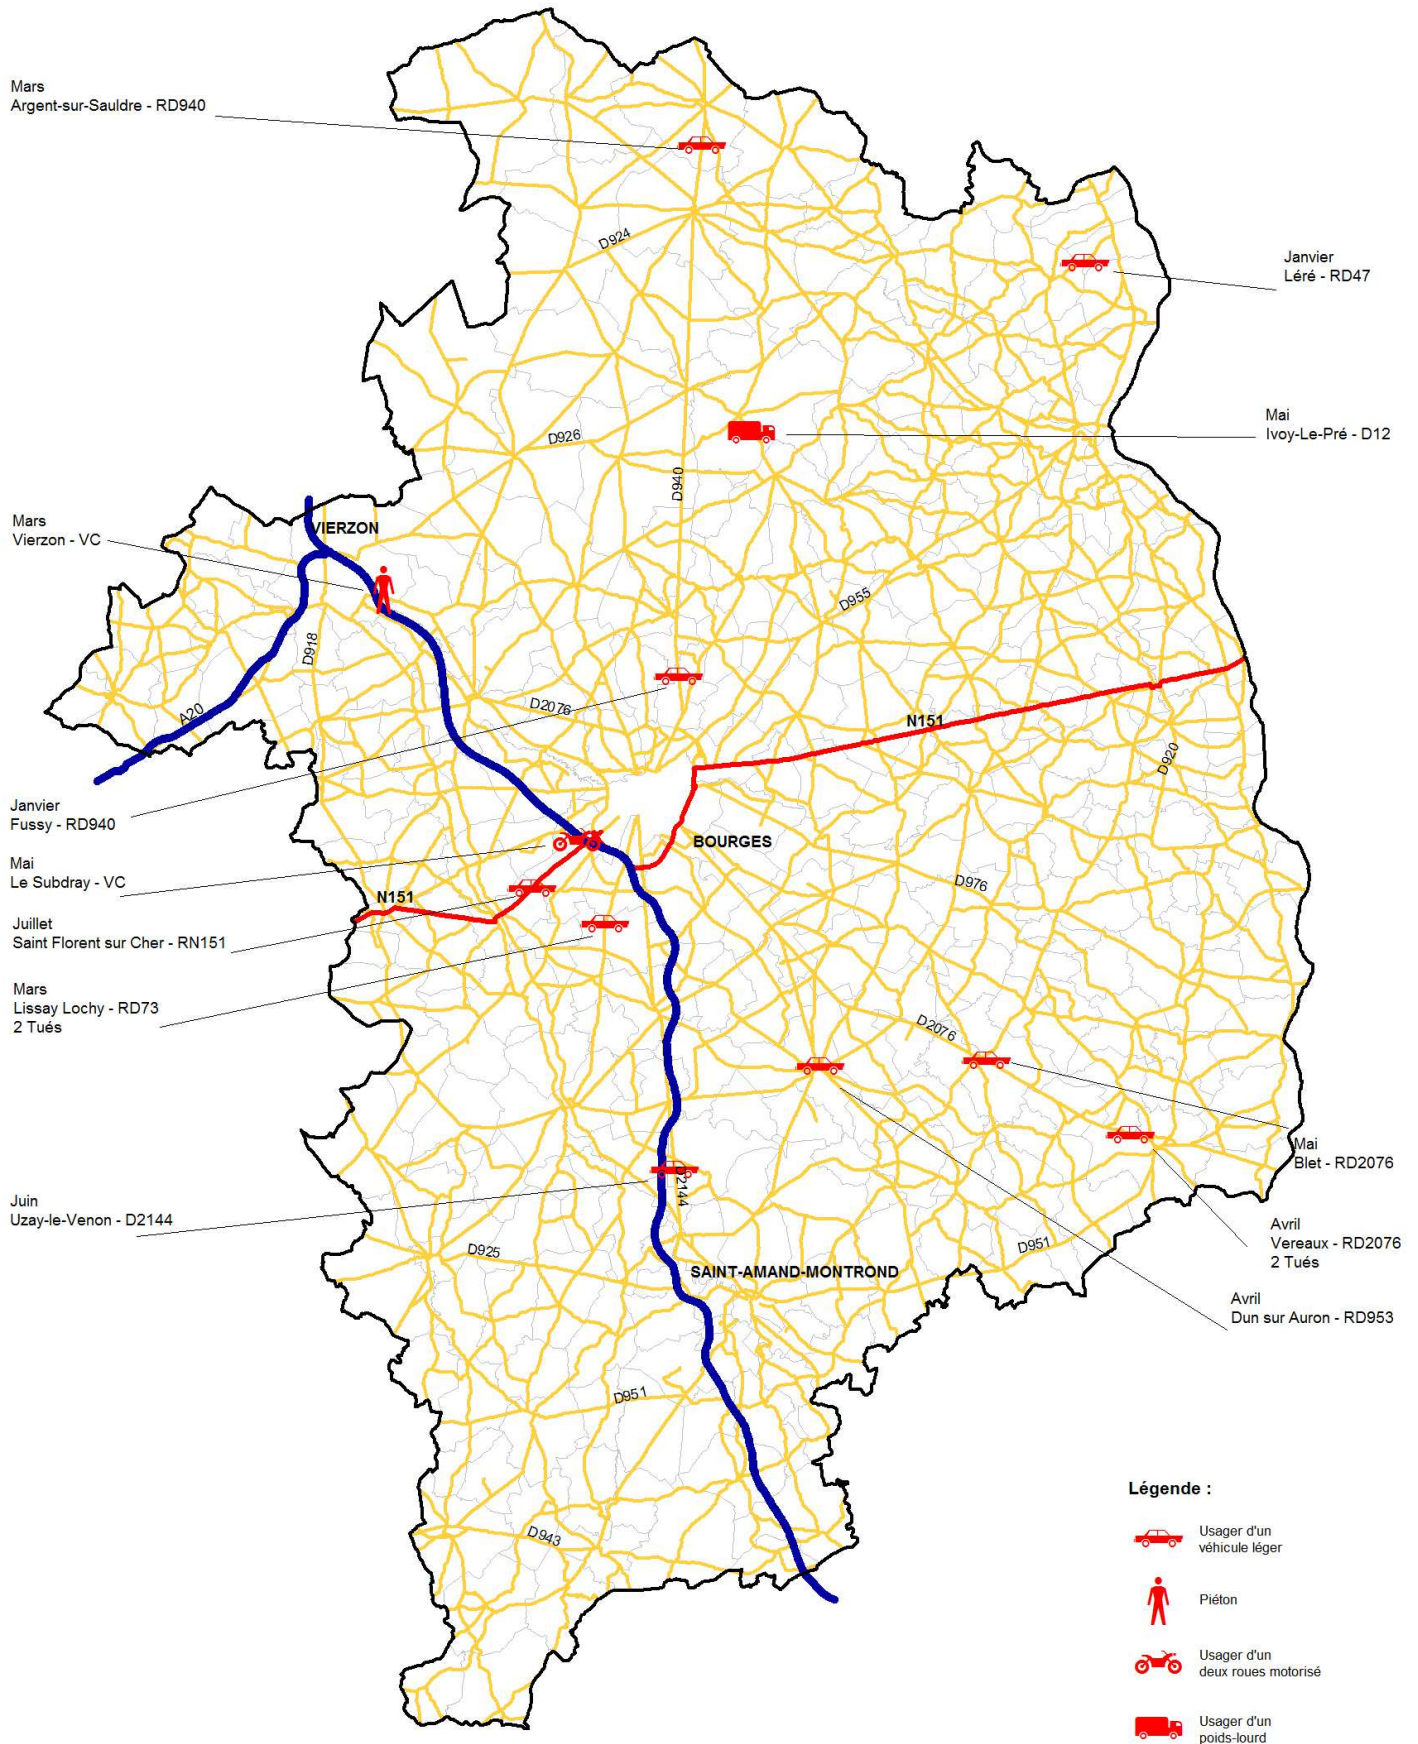 Mars
Argent-sur-Sauldre - RD940
D924
Janvier
Léré - RD47
Mai
Ivoy-Le-Pré - D12
D926
D940
Mars
Vierzon - VC
VIERZON
D955
D918
A20
D2076
N151
D920
Janvier
Fussy - RD940
BOURGES
Mai
Le Subdray - VC
D976
N151
Juillet
Saint Florent sur Cher - RN151
Mars
Lissay Lochy - RD73
2 Tués
D2076
Mai
Blet - RD2076
Juin
Uzay-le-Venon - D2144
D2144
Avril
Vereaux - RD2076
2 Tués
D925
D951
SAINT-AMAND-MONTROND
Avril
Dun sur Auron - RD953
D951
D943
Légende :
Usager d'un
véhicule léger
Piéton
Usager d'un
deux roues motorisé
Usager d'un
poids-lourd